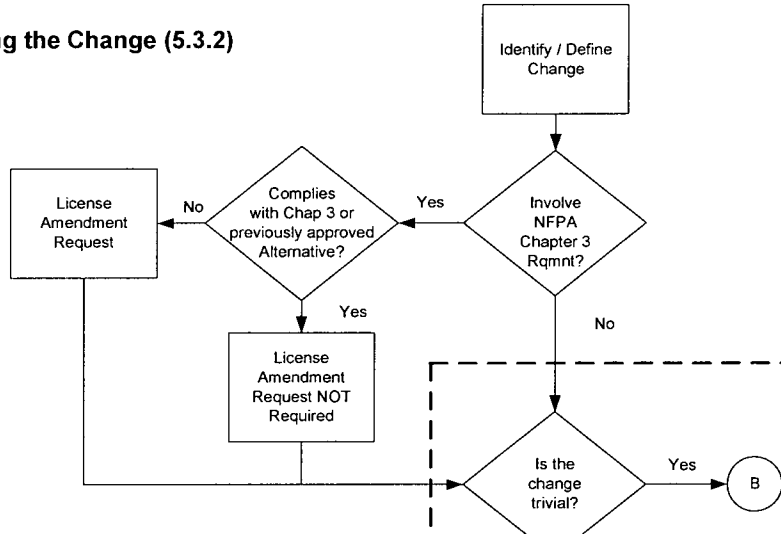 g the Change (5.3.2)
Identify / Define
Change
Involve
NFPA
Chapter 3
Rqmnt?
Yes
Complies
with Chap 3 or
previously approved
Alternative?
No
License
Amendment
Request
Yes
License
Amendment
Request NOT
Required
No
Is the
change
trivial?
Yes
B